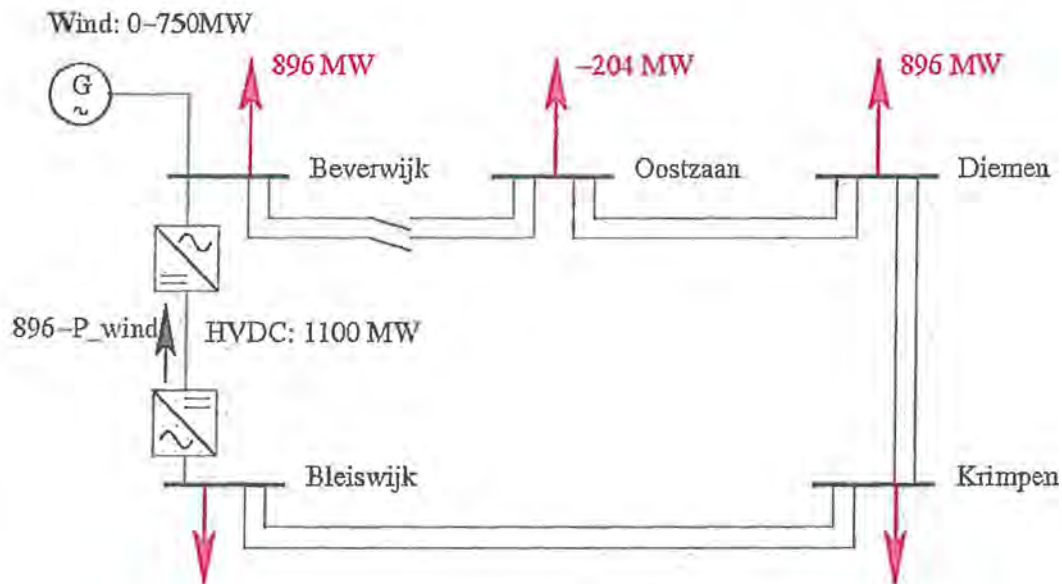 Wind: 0–750MW
G
896 MW
–204 MW
896 MW
Beverwijk
Oostzaan
Diemen
896–P_wind
HVDC: 1100 MW
Bleiswijk
Krimpen